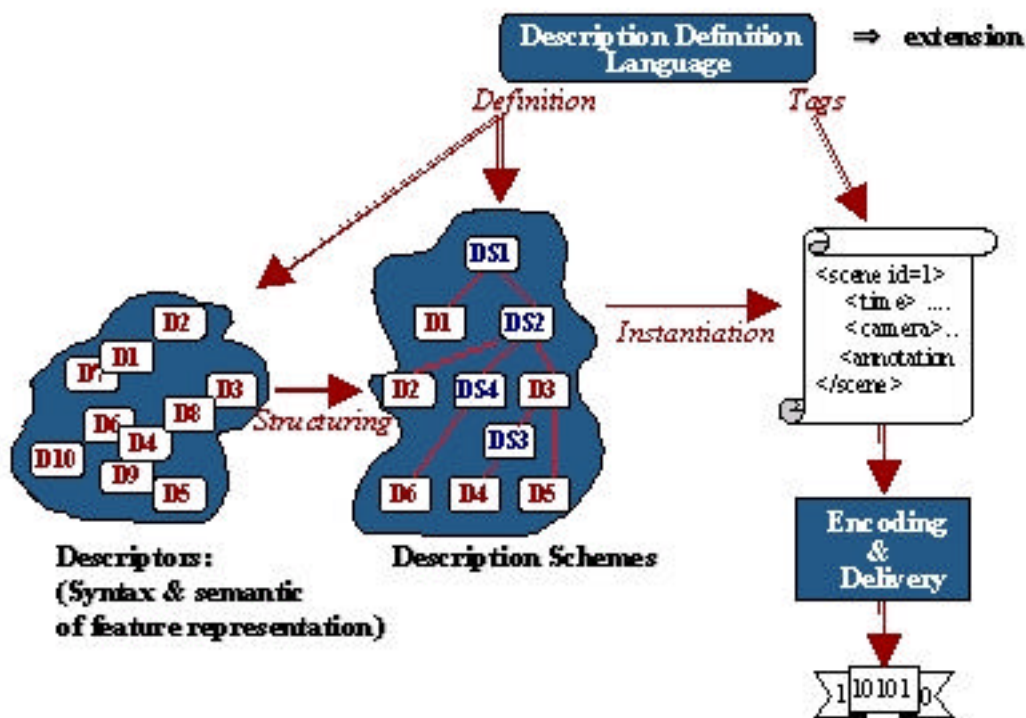 Description Definition
Language
⇒ extension
Definition
Tags
DS1
D1
DS2
D2
DS4
D3
DS3
D6
D4
D5
D2
D1
D7
D3
D8
D6
D4
D10
D9
D5
Structuring
Instantiation
<scene id=1>
<time> ....
<camera>..
<annotation
</scene>
Descriptors:
(Syntax & semantic
of feature representation)
Description Schemes
Encoding
&
Delivery
1 10101 0